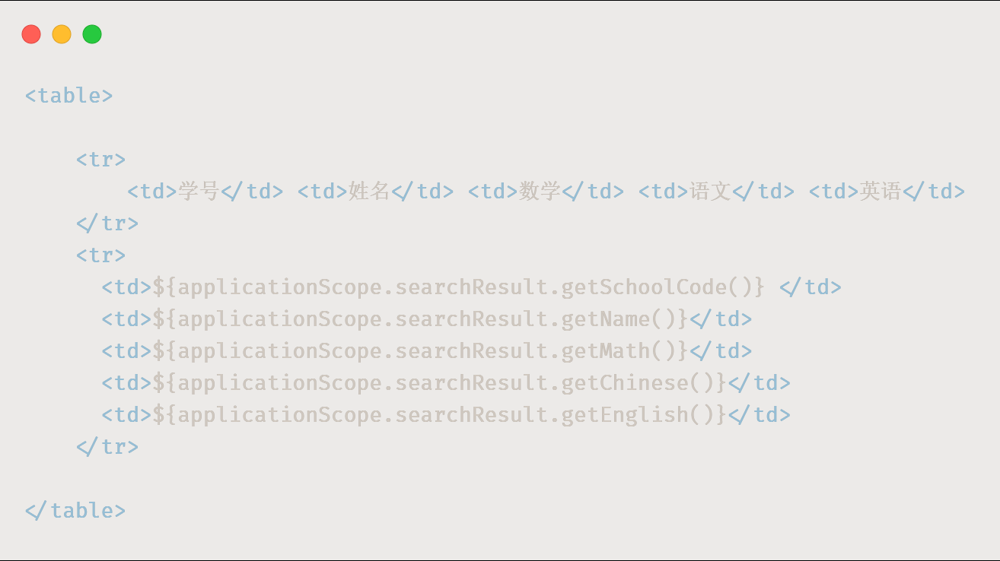 <table>
<tr>
<td>学号</td> <td>姓名</td> <td>数学</td> <td>语文</td> <td>英语</td>
</tr>
<tr>
<td>${applicationScope.searchResult.getSchoolCode()} </td>
<td>${applicationScope.searchResult.getName()}</td>
<td>${applicationScope.searchResult.getMath()}</td>
<td>${applicationScope.searchResult.getChinese()}</td>
<td>${applicationScope.searchResult.getEnglish()}</td>
</tr>
</table>